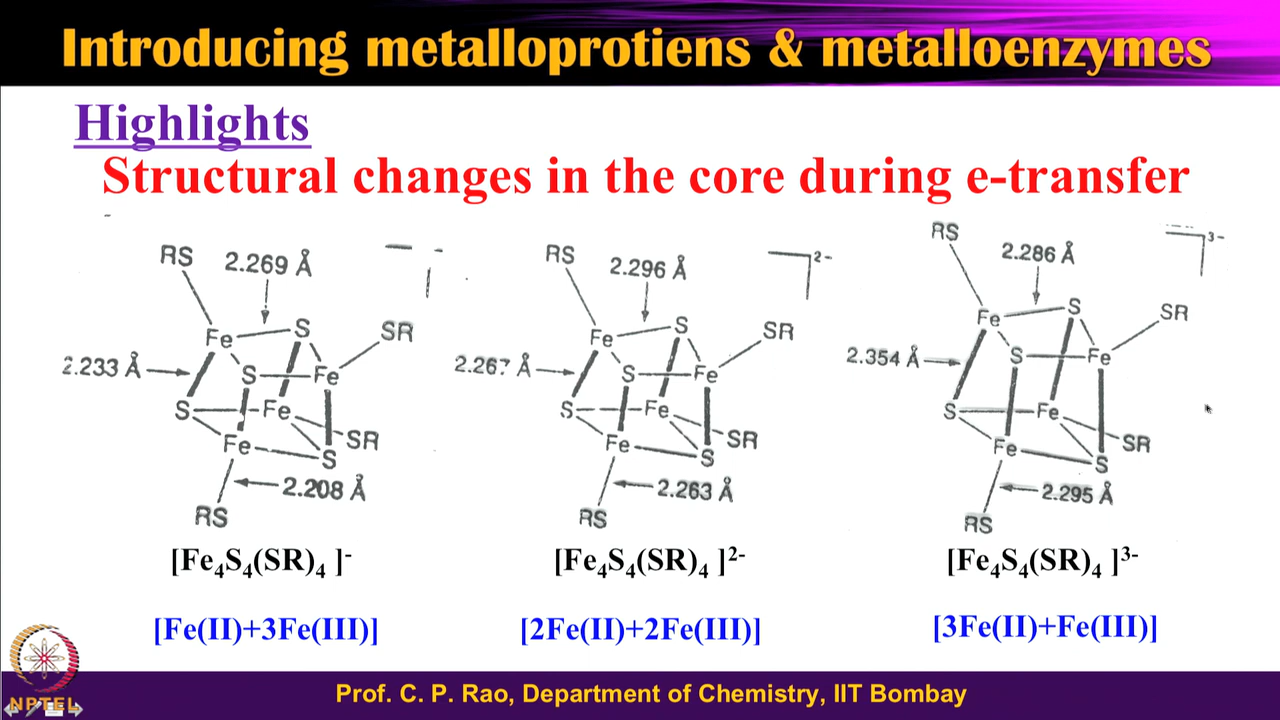 Introducing metalloprotiens & metalloenzymes
Highlights
Structural changes in the core during e-transfer
RS 2.269 Å
Fe S SR
2.233 Å S Fe
S Fe
Fe S SR
2.208 Å
RS
[Fe₄S₄(SR)₄ ]⁻
[Fe(II)+3Fe(III)]
RS 2.296 Å 2-
Fe S SR
2.267 Å S Fe
S Fe
Fe S SR
2.263 Å
RS
[Fe₄S₄(SR)₄ ]²⁻
[2Fe(II)+2Fe(III)]
RS 2.286 Å 3-
Fe S SR
2.354 Å S Fe
S Fe
Fe S SR
2.295 Å
RS
[Fe₄S₄(SR)₄ ]³⁻
[3Fe(II)+Fe(III)]
NPTEL
Prof. C. P. Rao, Department of Chemistry, IIT Bombay